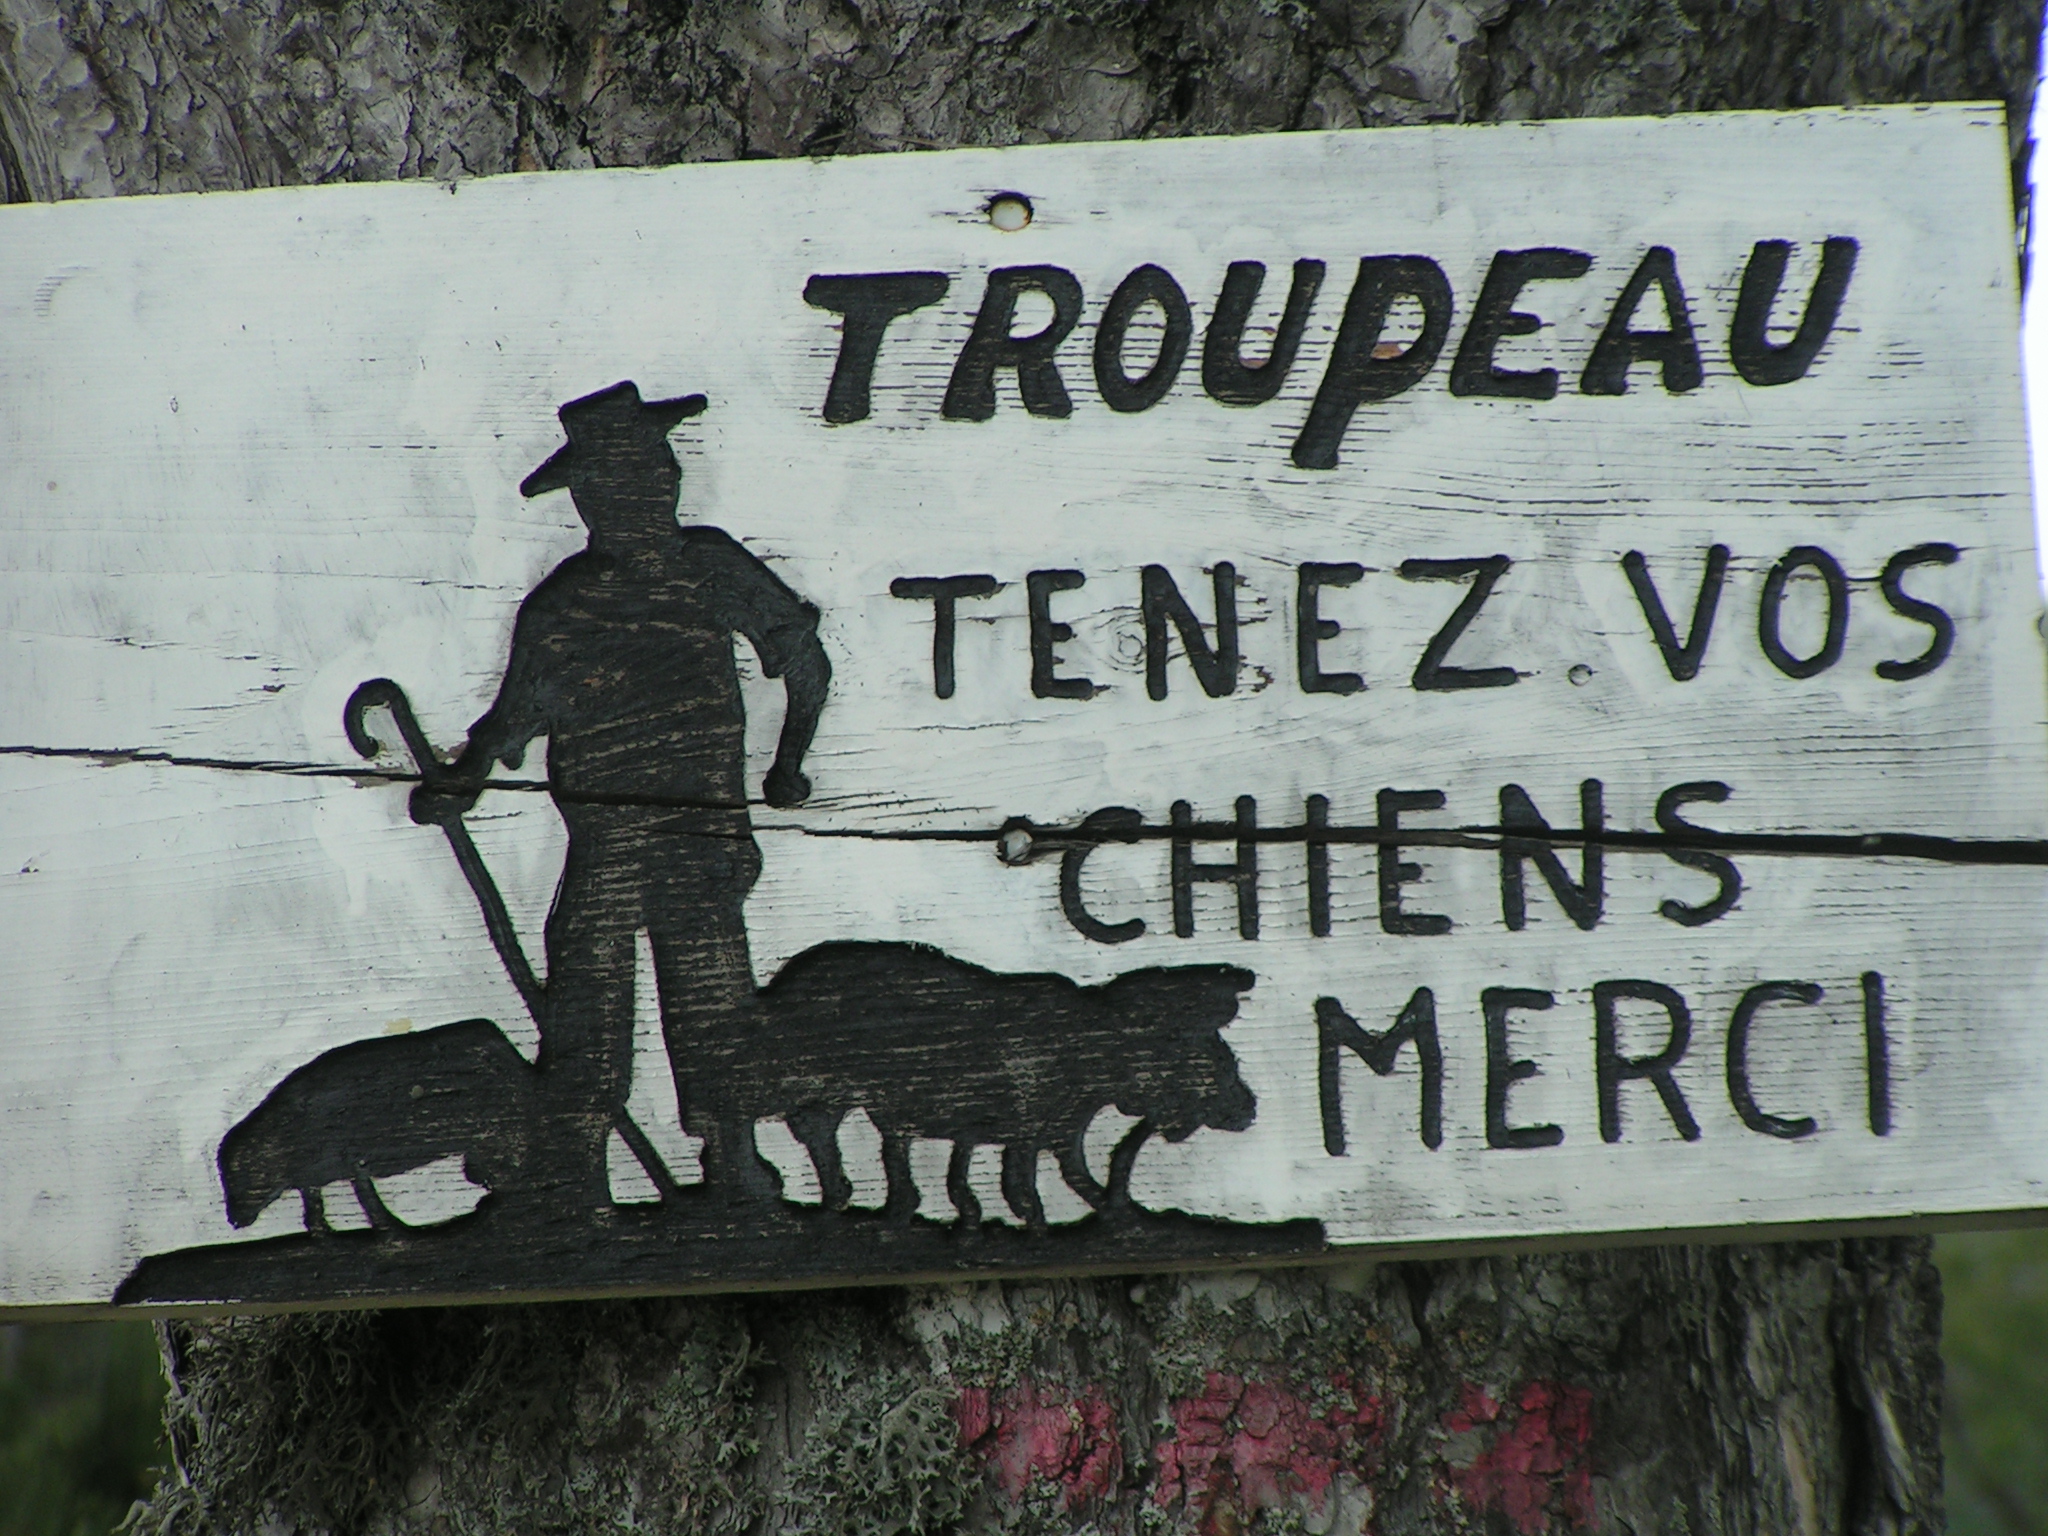 TROUPEAU
TENEZ VOS
CHIENS
MERCI